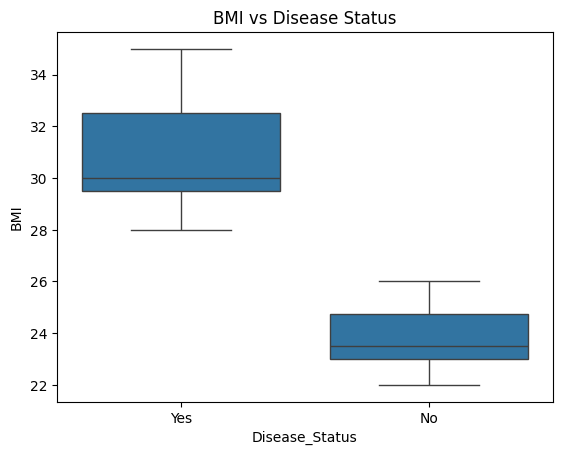 BMI vs Disease Status
34
32
30
28
26
24
22
BMI
Yes
No
Disease_Status